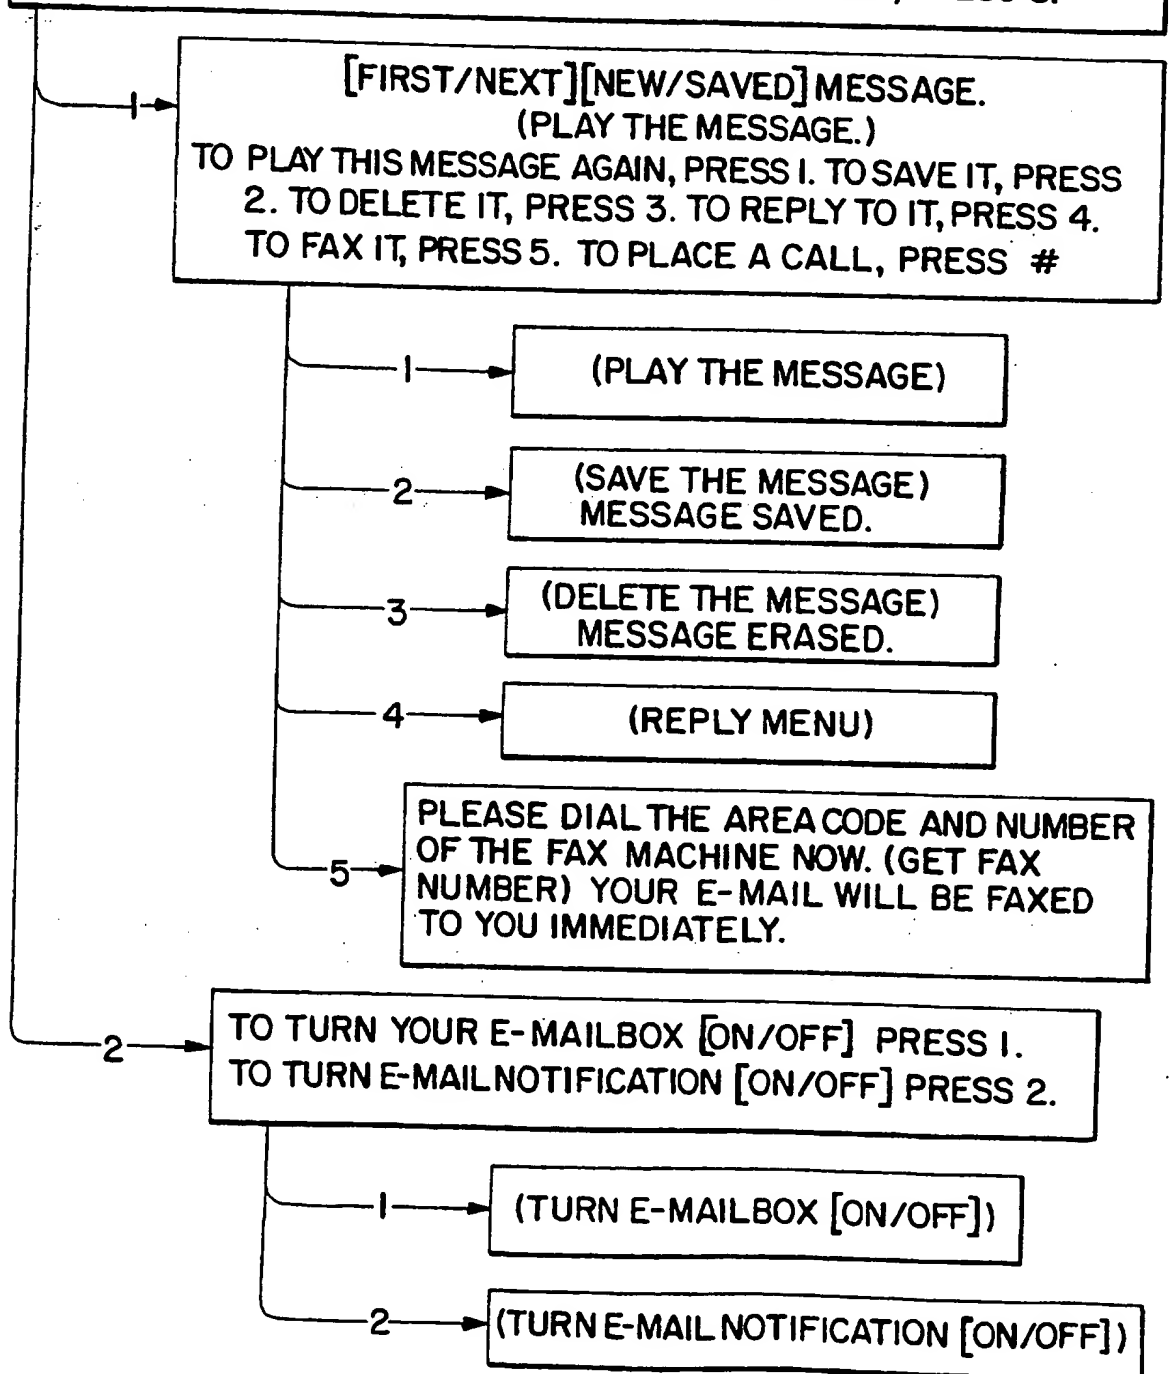 1
[FIRST/NEXT][NEW/SAVED] MESSAGE.
(PLAY THE MESSAGE.)
TO PLAY THIS MESSAGE AGAIN, PRESS 1. TO SAVE IT, PRESS
2. TO DELETE IT, PRESS 3. TO REPLY TO IT, PRESS 4.
TO FAX IT, PRESS 5. TO PLACE A CALL, PRESS #
1
(PLAY THE MESSAGE)
2
(SAVE THE MESSAGE)
MESSAGE SAVED.
3
(DELETE THE MESSAGE)
MESSAGE ERASED.
4
(REPLY MENU)
5
PLEASE DIAL THE AREA CODE AND NUMBER
OF THE FAX MACHINE NOW. (GET FAX
NUMBER) YOUR E-MAIL WILL BE FAXED
TO YOU IMMEDIATELY.
2
TO TURN YOUR E-MAILBOX [ON/OFF] PRESS 1.
TO TURN E-MAIL NOTIFICATION [ON/OFF] PRESS 2.
1
(TURN E-MAILBOX [ON/OFF])
2
(TURN E-MAIL NOTIFICATION [ON/OFF])